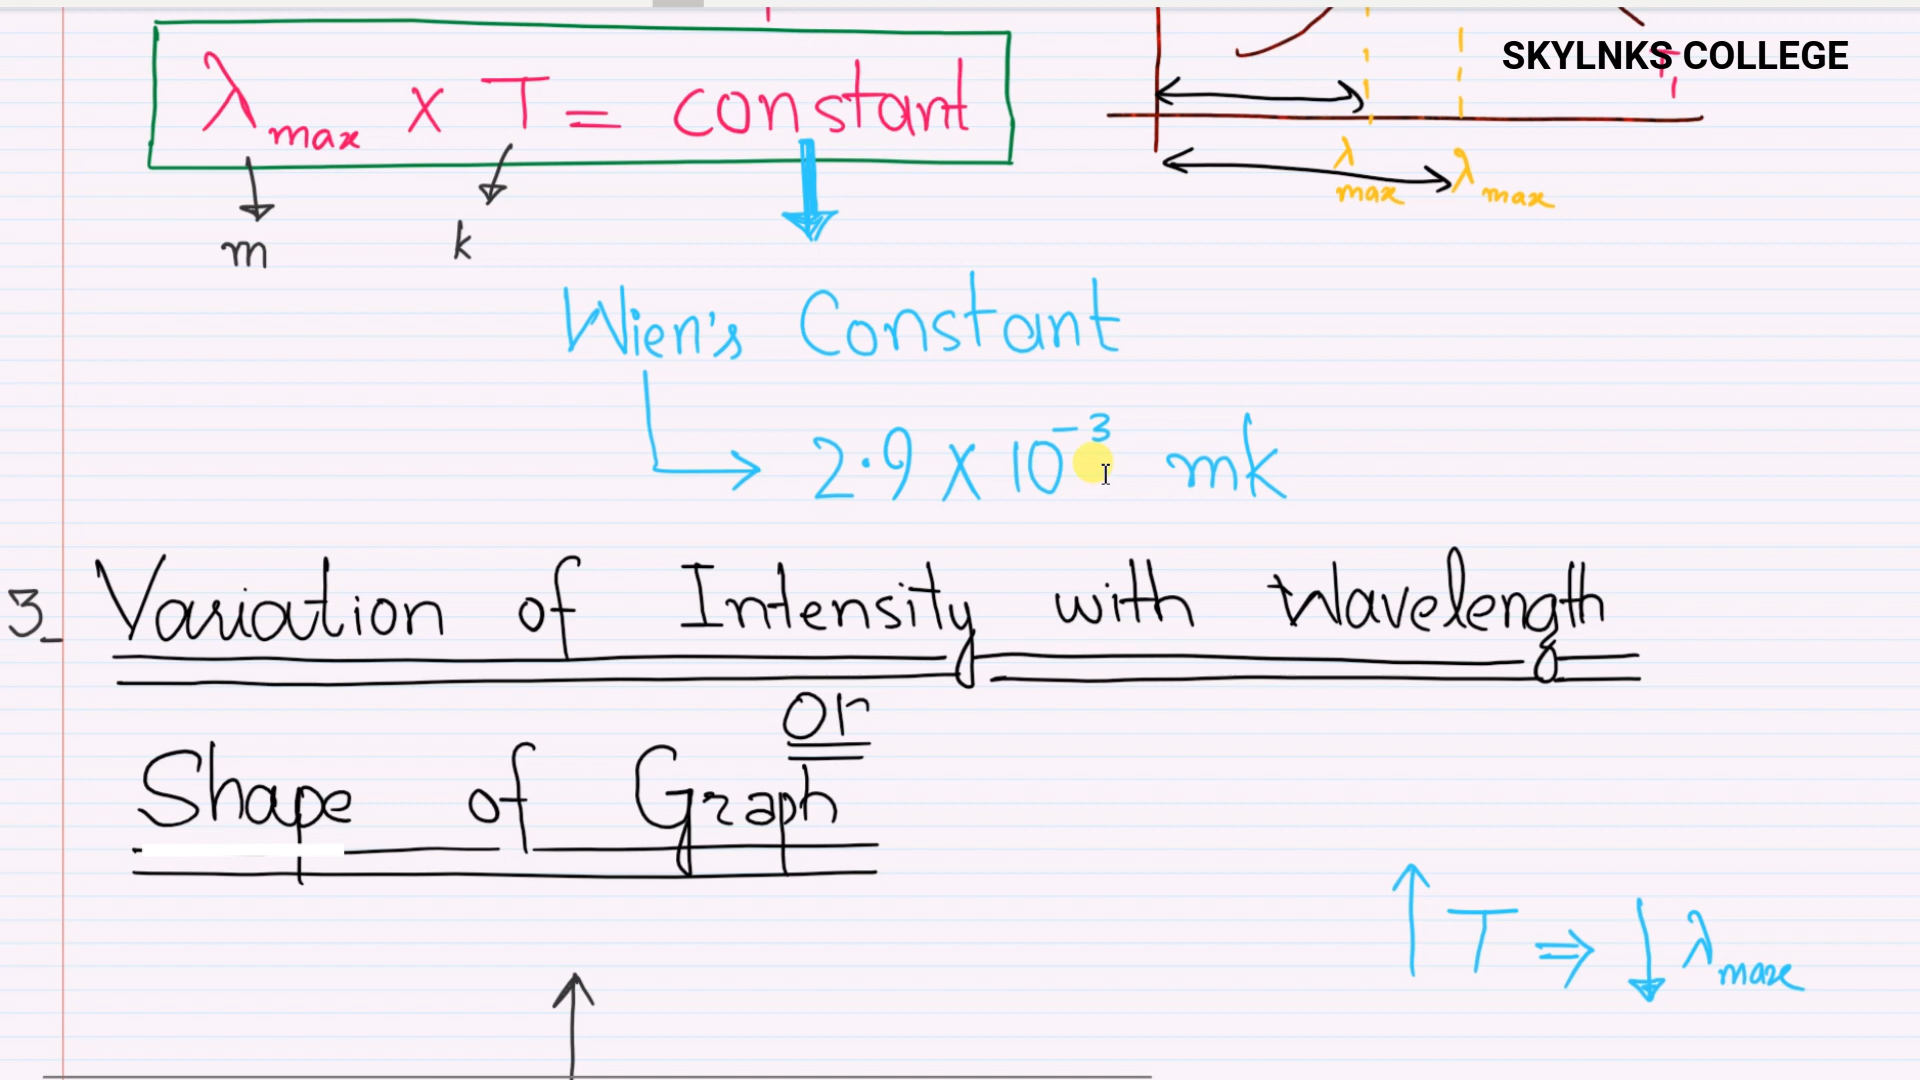 SKYLNKS COLLEGE
λmax x T = constant
T1
m
k
λmax
λmax
Wien's Constant
2.9 x 10⁻³ mk
3_ Variation of Intensity with Wavelength
or
Shape of Graph
↑ T ⇒ ↓ λmax